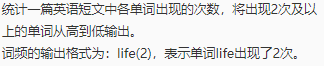 统计一篇英语短文中各单词出现的次数，将出现2次及以
上的单词从高到低输出。
词频的输出格式为：life(2)，表示单词life出现了2次。